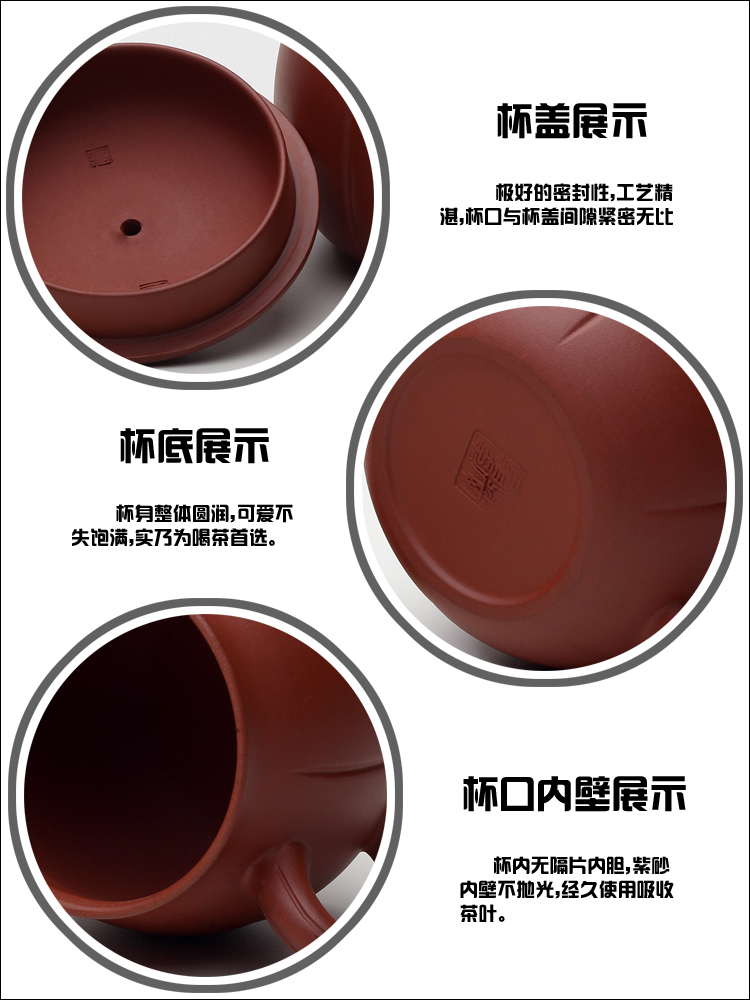 杯盖展示
极好的密封性,工艺精
湛,杯口与杯盖间隙紧密无比
杯底展示
杯身整体圆润,可爱不
失饱满,实乃为喝茶首选。
杯口内壁展示
杯内无隔片内胆,紫砂
内壁不抛光,经久使用吸收
茶叶。